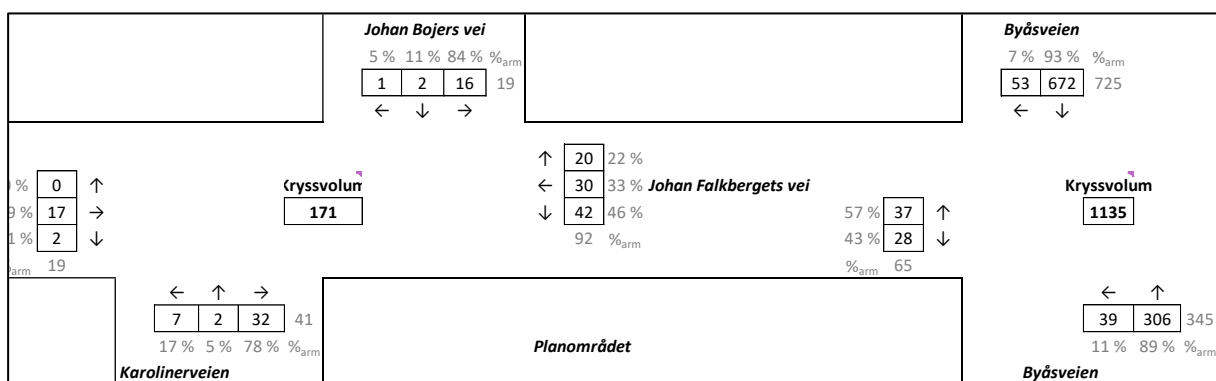 Johan Bojers vei
Byåsveien
5 % 11 % 84 % %arm
7 % 93 % %arm
1 2 16 19
53 672 725
← ↓ →
← ↓
↑ 20 22 %
% 0 ↑
Kryssvolum
← 30 33 % Johan Falkbergets vei
Kryssvolum
9 % 17 →
171
↓ 42 46 %
57 % 37 ↑
1135
1 % 2 ↓
92 %arm
43 % 28 ↓
arm 19
%arm 65
← ↑ →
← ↑
7 2 32 41
39 306 345
17 % 5 % 78 % %arm
Planområdet
11 % 89 % %arm
Karolinerveien
Byåsveien